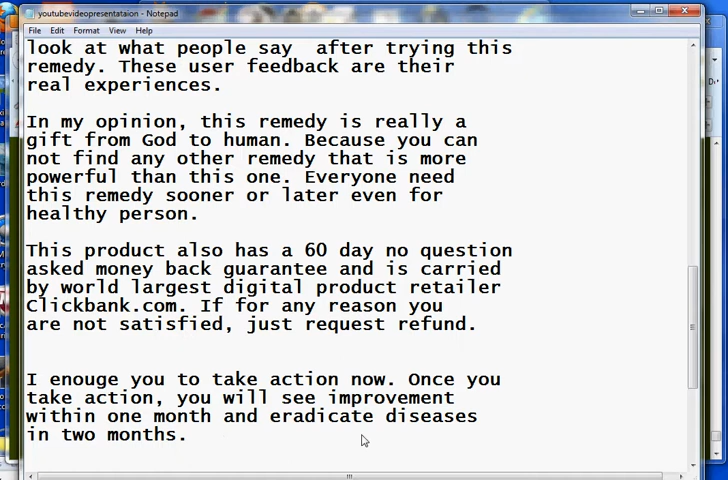 youtubevideopresentataion - Notepad
File Edit Format View Help
look at what people say  after trying this
remedy. These user feedback are their
real experiences.
In my opinion, this remedy is really a
gift from God to human. Because you can
not find any other remedy that is more
powerful than this one. Everyone need
this remedy sooner or later even for
healthy person.
This product also has a 60 day no question
asked money back guarantee and is carried
by world largest digital product retailer
Clickbank.com. If for any reason you
are not satisfied, just request refund.
I enouge you to take action now. Once you
take action, you will see improvement
within one month and eradicate diseases
in two months.